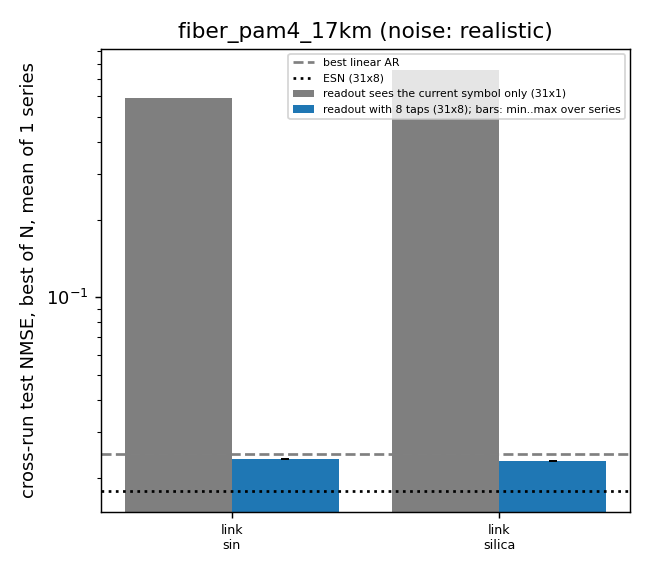 fiber_pam4_17km (noise: realistic)
cross-run test NMSE, best of N, mean of 1 series
10⁻¹
best linear AR
ESN (31x8)
readout sees the current symbol only (31x1)
readout with 8 taps (31x8); bars: min..max over series
link
sin
link
silica